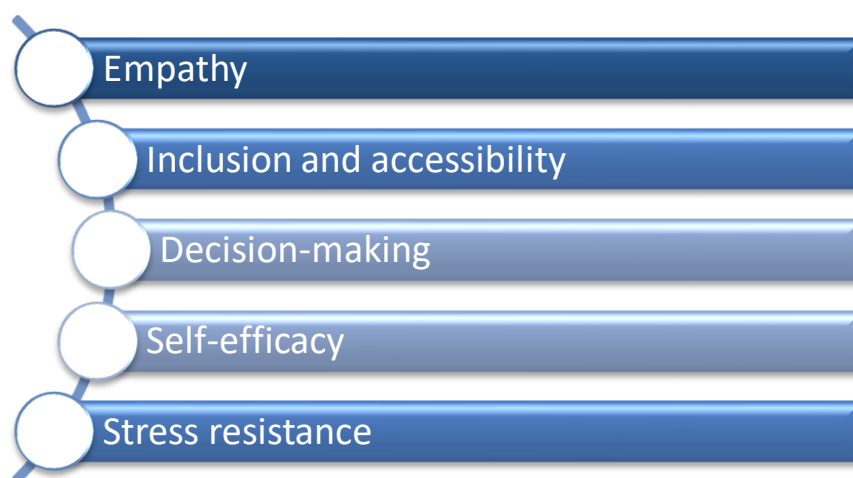 Empathy
Inclusion and accessibility
Decision-making
Self-efficacy
Stress resistance